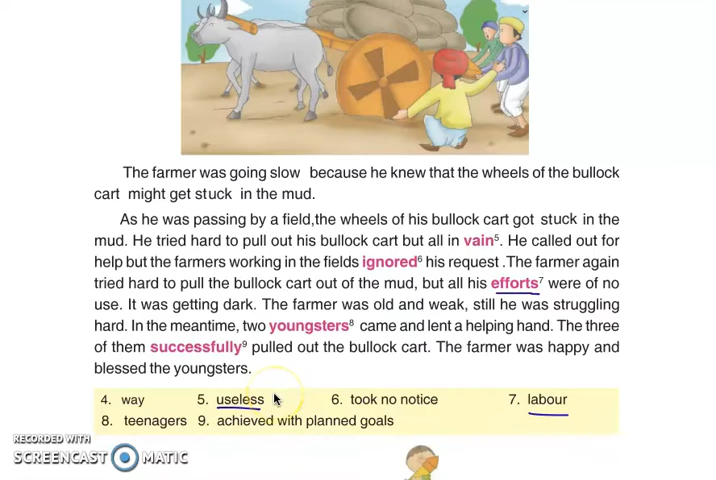 The farmer was going slow because he knew that the wheels of the bullock
cart might get stuck in the mud.
As he was passing by a field,the wheels of his bullock cart got stuck in the
mud. He tried hard to pull out his bullock cart but all in vain⁵. He called out for
help but the farmers working in the fields ignored⁶ his request .The farmer again
tried hard to pull the bullock cart out of the mud, but all his efforts⁷ were of no
use. It was getting dark. The farmer was old and weak, still he was struggling
hard. In the meantime, two youngsters⁸ came and lent a helping hand. The three
of them successfully⁹ pulled out the bullock cart. The farmer was happy and
blessed the youngsters.
4. way 5. useless 6. took no notice 7. labour
8. teenagers 9. achieved with planned goals
RECORDED WITH
SCREENCAST MATIC